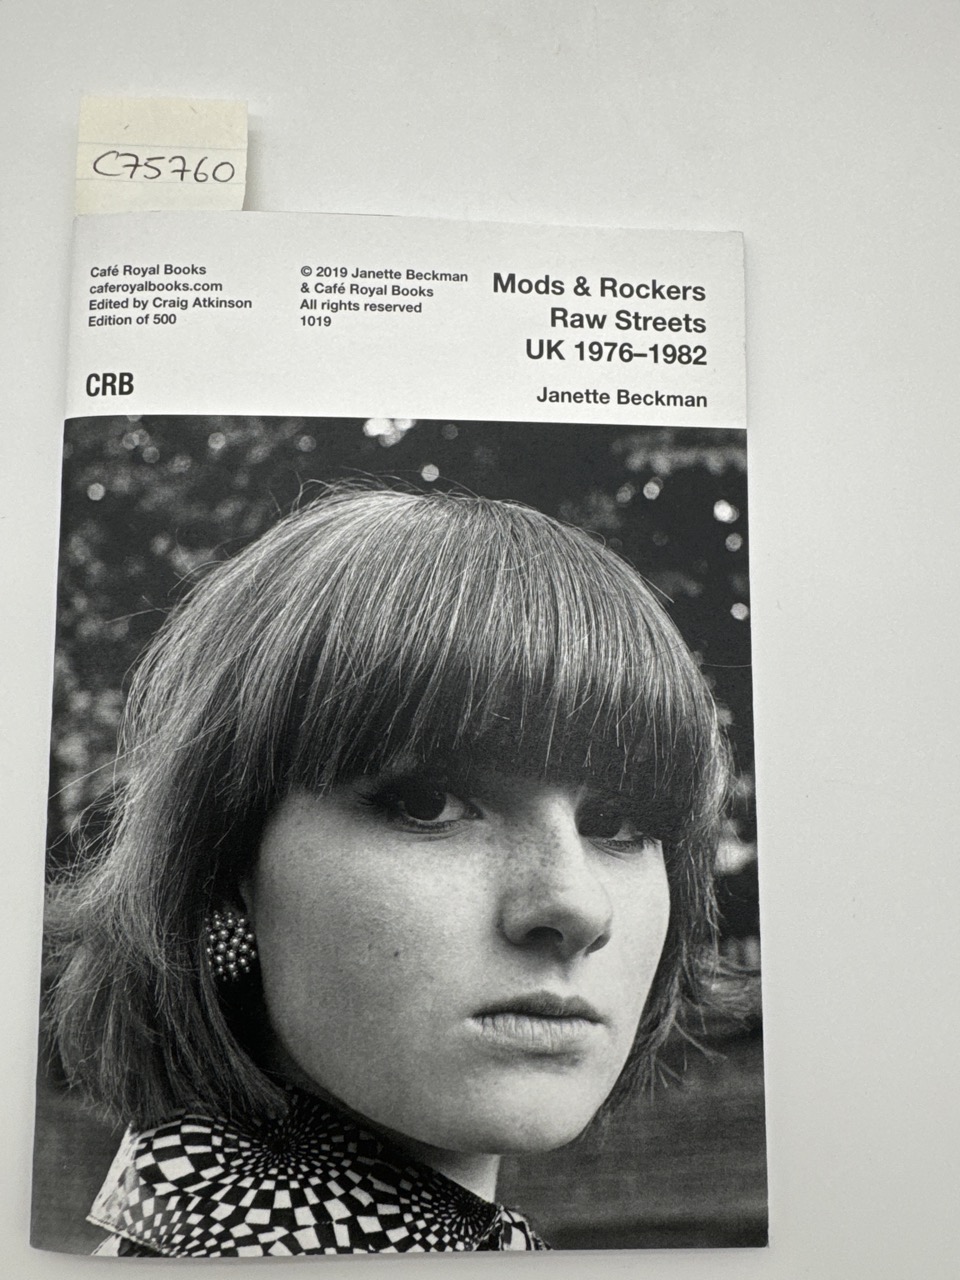 C75760
Café Royal Books
caferoyalbooks.com
Edited by Craig Atkinson
Edition of 500
© 2019 Janette Beckman
& Café Royal Books
All rights reserved
1019
Mods & Rockers
Raw Streets
UK 1976–1982
Janette Beckman
CRB